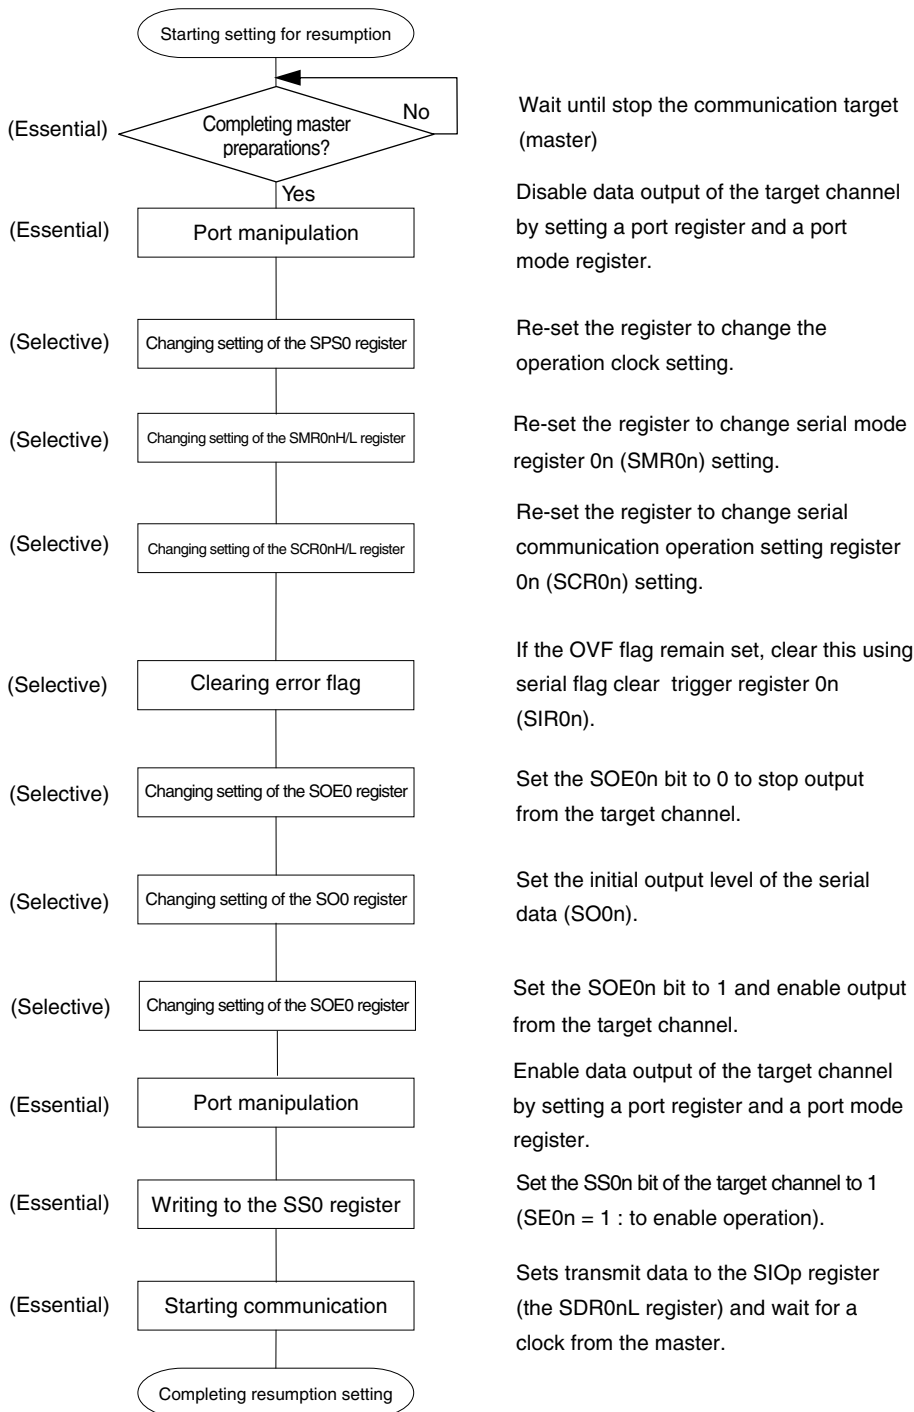 Starting setting for resumption
No
(Essential)
Completing master
preparations?
Wait until stop the communication target
(master)
Yes
(Essential)
Port manipulation
Disable data output of the target channel
by setting a port register and a port
mode register.
(Selective)
Changing setting of the SPS0 register
Re-set the register to change the
operation clock setting.
(Selective)
Changing setting of the SMR0nH/L register
Re-set the register to change serial mode
register 0n (SMR0n) setting.
(Selective)
Changing setting of the SCR0nH/L register
Re-set the register to change serial
communication operation setting register
0n (SCR0n) setting.
(Selective)
Clearing error flag
If the OVF flag remain set, clear this using
serial flag clear trigger register 0n
(SIR0n).
(Selective)
Changing setting of the SOE0 register
Set the SOE0n bit to 0 to stop output
from the target channel.
(Selective)
Changing setting of the SO0 register
Set the initial output level of the serial
data (SO0n).
(Selective)
Changing setting of the SOE0 register
Set the SOE0n bit to 1 and enable output
from the target channel.
(Essential)
Port manipulation
Enable data output of the target channel
by setting a port register and a port mode
register.
(Essential)
Writing to the SS0 register
Set the SS0n bit of the target channel to 1
(SE0n = 1 : to enable operation).
(Essential)
Starting communication
Sets transmit data to the SIOp register
(the SDR0nL register) and wait for a
clock from the master.
Completing resumption setting